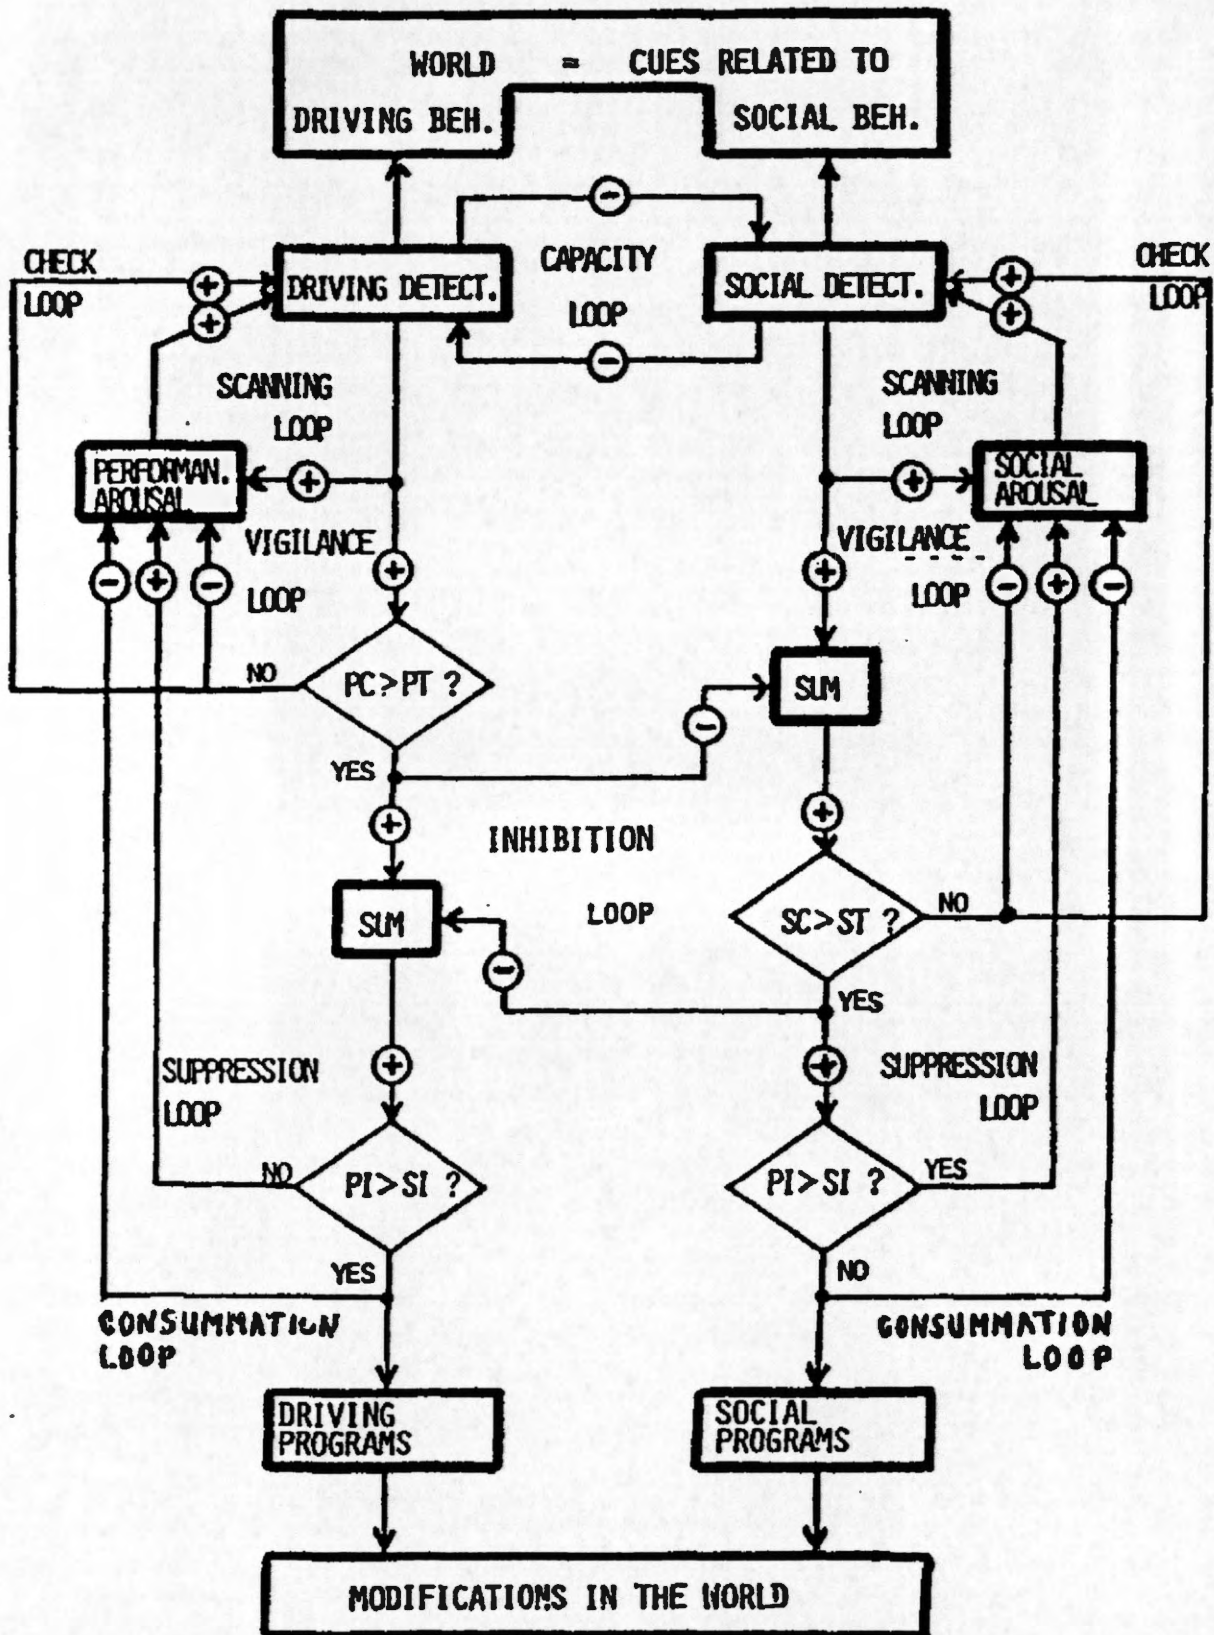 WORLD = CUES RELATED TO
DRIVING BEH. SOCIAL BEH.
CHECK
LOOP
DRIVING DETECT.
CAPACITY
LOOP
SOCIAL DETECT.
CHECK
LOOP
SCANNING
LOOP
SCANNING
LOOP
PERFORMAN.
AROUSAL
SOCIAL
AROUSAL
VIGILANCE
LOOP
VIGILANCE
LOOP
NO
PC>PT ?
SUM
YES
INHIBITION
LOOP
SUM
SC>ST ?
NO
YES
SUPPRESSION
LOOP
SUPPRESSION
LOOP
NO
PI>SI ?
PI>SI ?
YES
YES
NO
CONSUMMATION
LOOP
CONSUMMATION
LOOP
DRIVING
PROGRAMS
SOCIAL
PROGRAMS
MODIFICATIONS IN THE WORLD